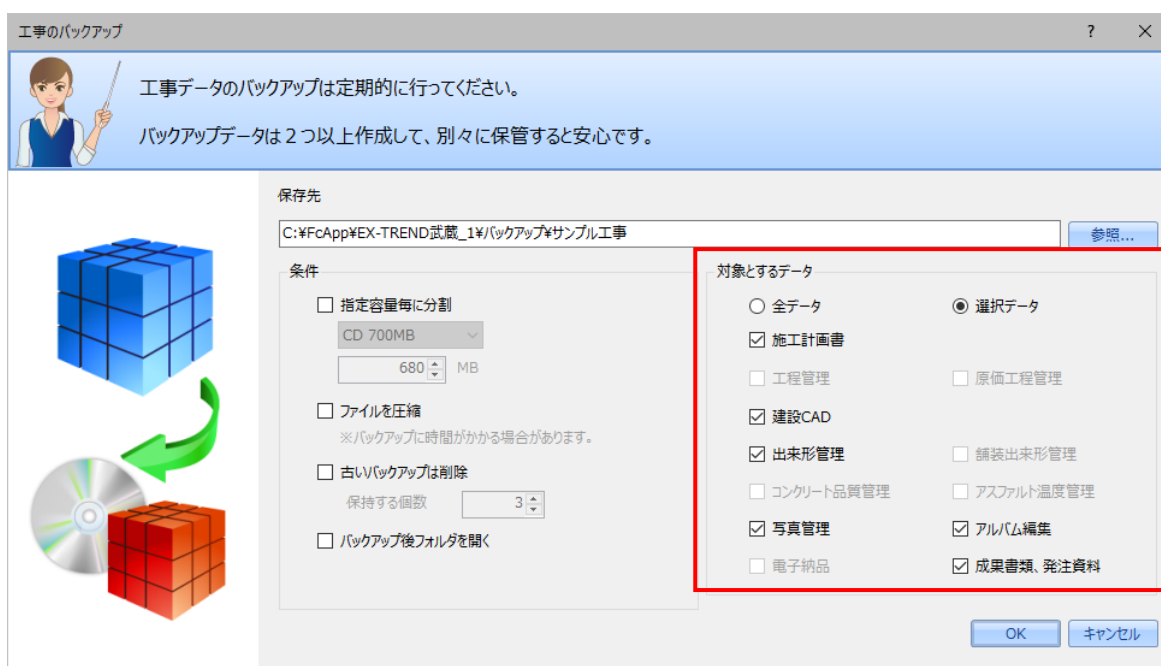 工事のバックアップ
?
工事データのバックアップは定期的に行ってください。
バックアップデータは２つ以上作成して、別々に保管すると安心です。
保存先
C:¥FcApp¥EX-TREND武蔵_1¥バックアップ¥サンプル工事
参照...
条件
指定容量毎に分割
CD 700MB
680 MB
ファイルを圧縮
※バックアップに時間がかかる場合があります。
古いバックアップは削除
保持する個数 3
バックアップ後フォルダを開く
対象とするデータ
全データ 選択データ
施工計画書
工程管理 原価工程管理
建設CAD
出来形管理 舗装出来形管理
コンクリート品質管理 アスファルト温度管理
写真管理 アルバム編集
電子納品 成果書類、発注資料
OK キャンセル